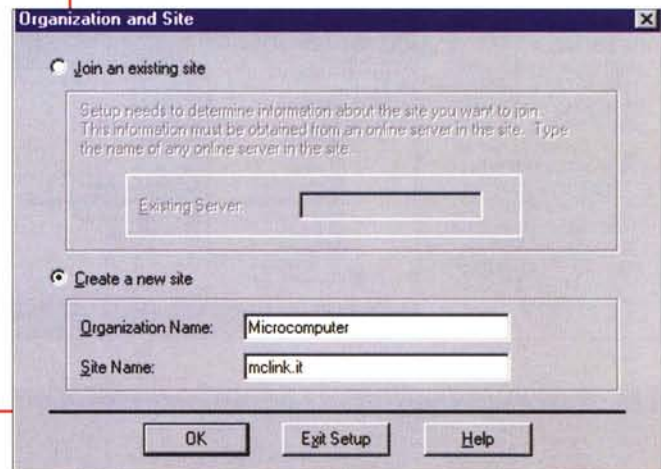 Organization and Site
Join an existing site
Setup needs to determine information about the site you want to join.
This information must be obtained from an online server in the site. Type
the name of any online server in the site.
Existing Server:
Create a new site
Organization Name: Microcomputer
Site Name: mclink.it
OK Exit Setup Help